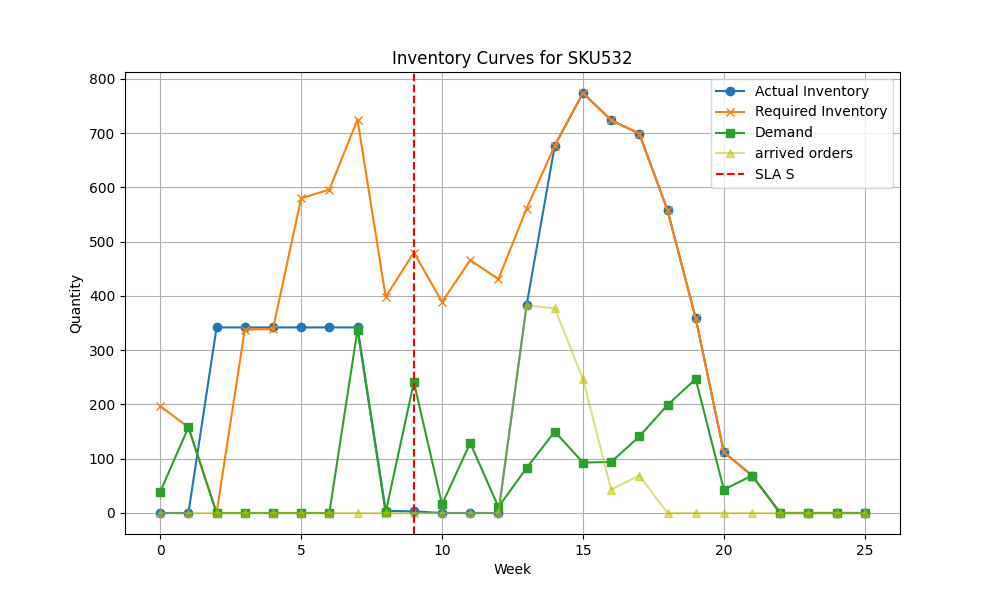 Inventory Curves for SKU532
800
700
600
500
400
300
200
100
0
Quantity
0 5 10 15 20 25
Week
Actual Inventory
Required Inventory
Demand
arrived orders
SLA S